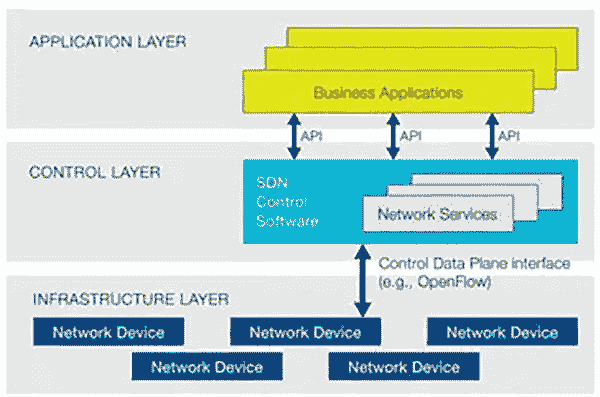 APPLICATION LAYER
Business Applications
API
API
API
CONTROL LAYER
SDN
Control
Software
Network Services
Control Data Plane interface
(e.g., OpenFlow)
INFRASTRUCTURE LAYER
Network Device
Network Device
Network Device
Network Device
Network Device